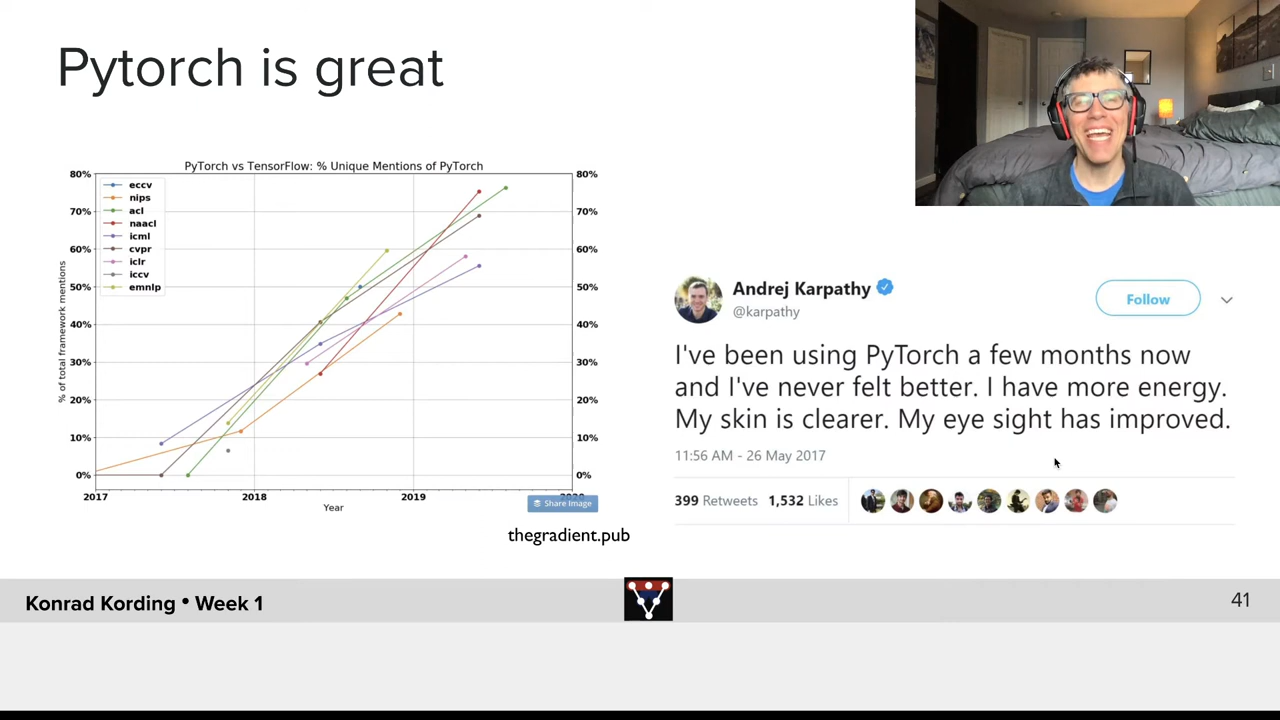 Pytorch is great
PyTorch vs TensorFlow: % Unique Mentions of PyTorch
80%
70%
60%
50%
40%
30%
20%
10%
0%
80%
70%
60%
50%
40%
30%
20%
10%
0%
eccv
nips
acl
naacl
icml
cvpr
iclr
iccv
emnlp
% of total framework mentions
2017
2018
2019
2020
Year
Share Image
thegradient.pub
Andrej Karpathy
@karpathy
Follow
I've been using PyTorch a few months now
and I've never felt better. I have more energy.
My skin is clearer. My eye sight has improved.
11:56 AM - 26 May 2017
399 Retweets 1,532 Likes
Konrad Kording • Week 1
41